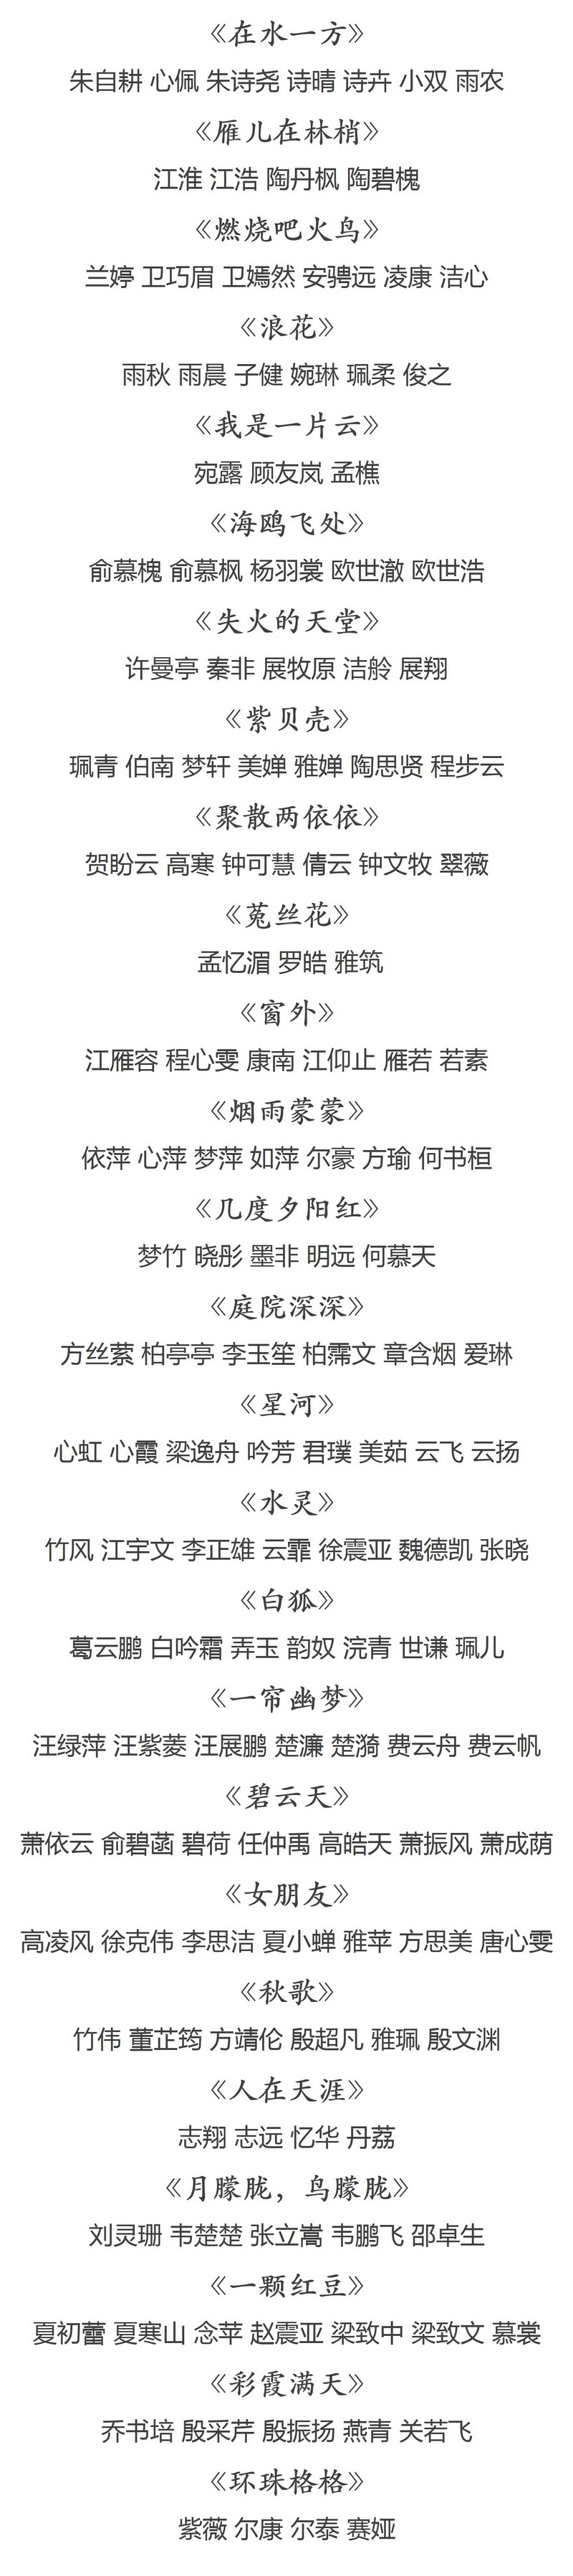 《在水一方》
朱自耕 心佩 朱诗尧 诗晴 诗卉 小双 雨农
《雁儿在林梢》
江淮 江浩 陶丹枫 陶碧槐
《燃烧吧火鸟》
兰婷 卫巧眉 卫嫣然 安骋远 凌康 洁心
《浪花》
雨秋 雨晨 子健 婉琳 珮柔 俊之
《我是一片云》
宛露 顾友岚 孟樵
《海鸥飞处》
俞慕槐 俞慕枫 杨羽裳 欧世澈 欧世浩
《失火的天堂》
许曼亭 秦非 展牧原 洁舲 展翔
《紫贝壳》
珮青 伯南 梦轩 美婵 雅婵 陶思贤 程步云
《聚散两依依》
贺盼云 高寒 钟可慧 倩云 钟文牧 翠薇
《菟丝花》
孟忆湄 罗皓 雅筑
《窗外》
江雁容 程心雯 康南 江仰止 雁若 若素
《烟雨蒙蒙》
依萍 心萍 梦萍 如萍 尔豪 方瑜 何书桓
《几度夕阳红》
梦竹 晓彤 墨非 明远 何慕天
《庭院深深》
方丝萦 柏亭亭 李玉笙 柏霈文 章含烟 爱琳
《星河》
心虹 心霞 梁逸舟 吟芳 君璞 美茹 云飞 云扬
《水灵》
竹风 江宇文 李正雄 云霏 徐震亚 魏德凯 张晓
《白狐》
葛云鹏 白吟霜 弄玉 韵奴 浣青 世谦 珮儿
《一帘幽梦》
汪绿萍 汪紫菱 汪展鹏 楚濂 楚漪 费云舟 费云帆
《碧云天》
萧依云 俞碧菡 碧荷 任仲禹 高皓天 萧振风 萧成荫
《女朋友》
高凌风 徐克伟 李思洁 夏小蝉 雅苹 方思美 唐心雯
《秋歌》
竹伟 董芷筠 方靖伦 殷超凡 雅珮 殷文渊
《人在天涯》
志翔 志远 忆华 丹荔
《月朦胧，鸟朦胧》
刘灵珊 韦楚楚 张立嵩 韦鹏飞 邵卓生
《一颗红豆》
夏初蕾 夏寒山 念苹 赵震亚 梁致中 梁致文 慕裳
《彩霞满天》
乔书培 殷采芹 殷振扬 燕青 关若飞
《环珠格格》
紫薇 尔康 尔泰 赛娅